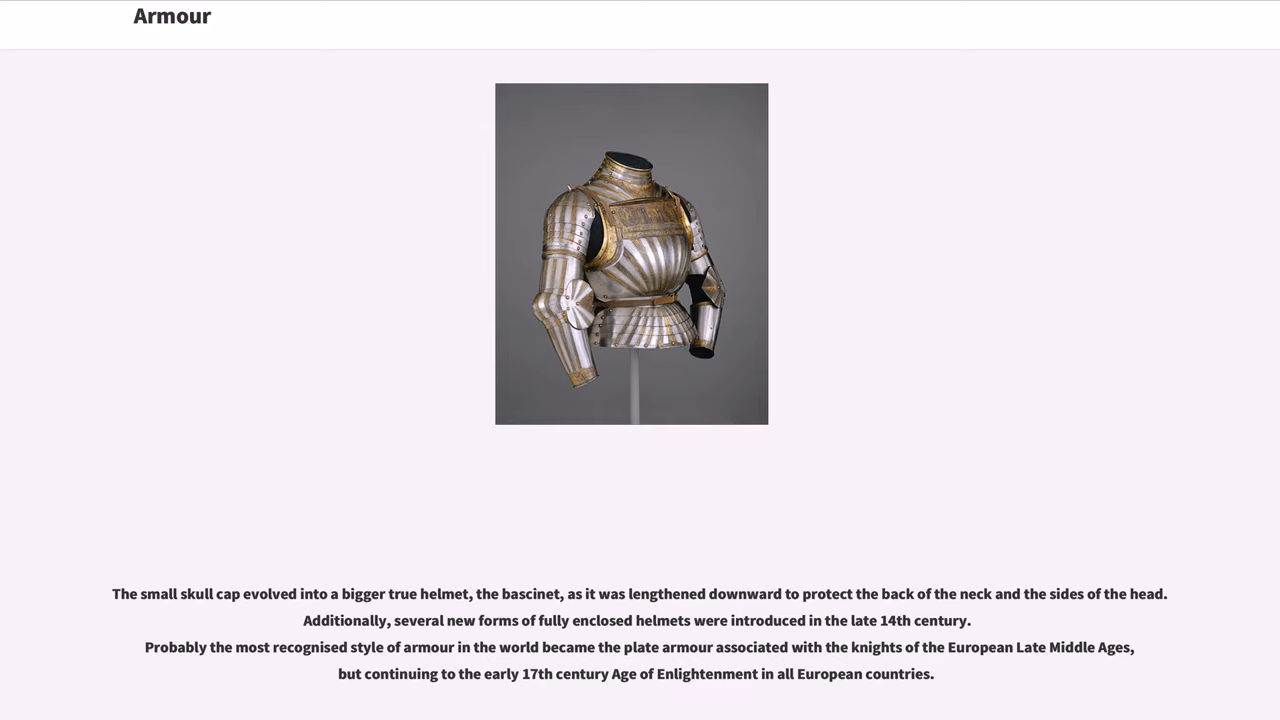 Armour
The small skull cap evolved into a bigger true helmet, the bascinet, as it was lengthened downward to protect the back of the neck and the sides of the head.
Additionally, several new forms of fully enclosed helmets were introduced in the late 14th century.
Probably the most recognised style of armour in the world became the plate armour associated with the knights of the European Late Middle Ages,
but continuing to the early 17th century Age of Enlightenment in all European countries.